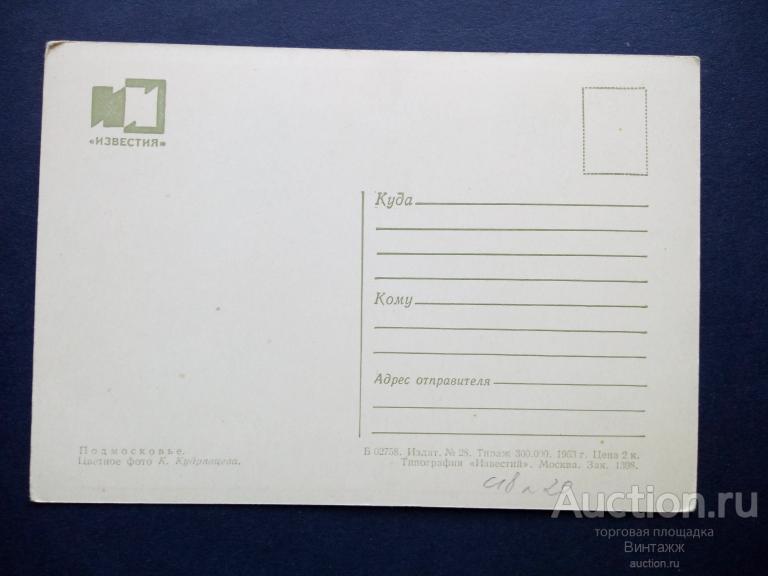 «ИЗВЕСТИЯ»
Куда
Кому
Адрес отправителя
Подмосковье.
Цветное фото К. Кудрявцева.
Б 02758. Издат. № 28. Тираж 300.000. 1963 г. Цена 2 к.
Типография «Известий». Москва. Зак. 1398.
Auction.ru
торговая площадка
Винтажж
auction.ru